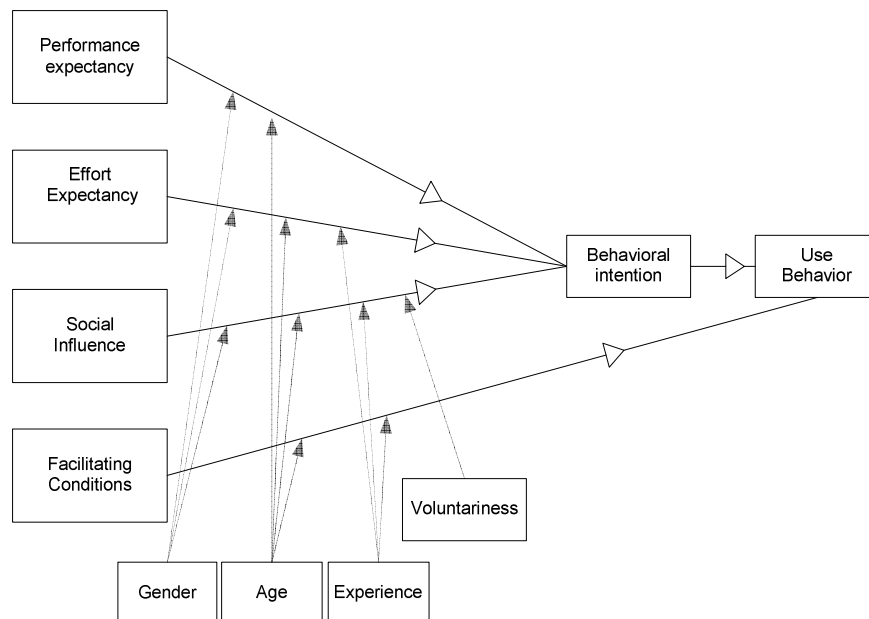 Performance
expectancy
Effort
Expectancy
Behavioral
intention
Use
Behavior
Social
Influence
Facilitating
Conditions
Voluntariness
Gender
Age
Experience